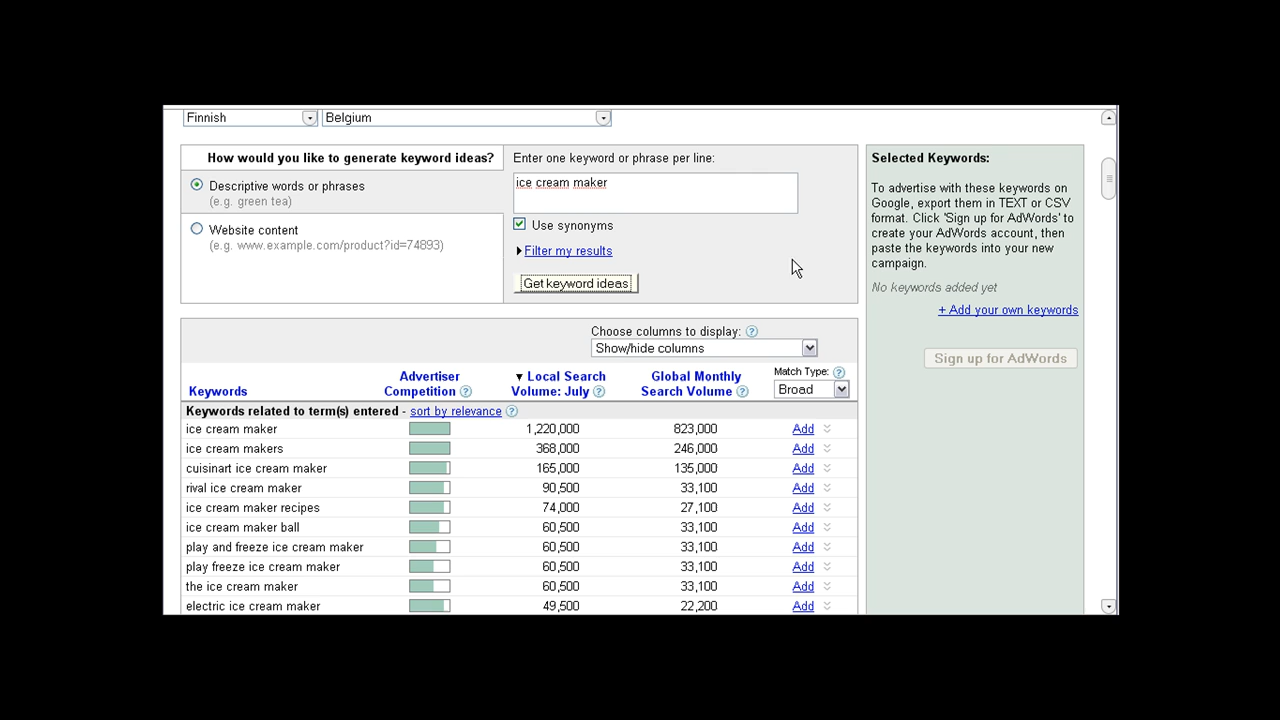 Finnish Belgium
How would you like to generate keyword ideas?
Descriptive words or phrases
(e.g. green tea)
Website content
(e.g. www.example.com/product?id=74893)
Enter one keyword or phrase per line:
ice cream maker
Use synonyms
Filter my results
Get keyword ideas
Selected Keywords:
To advertise with these keywords on
Google, export them in TEXT or CSV
format. Click 'Sign up for AdWords' to
create your AdWords account, then
paste the keywords into your new
campaign.
No keywords added yet
+ Add your own keywords
Sign up for AdWords
Choose columns to display: ?
Show/hide columns
Keywords
Advertiser
Competition ?
▼ Local Search
Volume: July ?
Global Monthly
Search Volume ?
Match Type: ?
Broad
Keywords related to term(s) entered - sort by relevance ?
ice cream maker 1,220,000 823,000 Add
ice cream makers 368,000 246,000 Add
cuisinart ice cream maker 165,000 135,000 Add
rival ice cream maker 90,500 33,100 Add
ice cream maker recipes 74,000 27,100 Add
ice cream maker ball 60,500 33,100 Add
play and freeze ice cream maker 60,500 33,100 Add
play freeze ice cream maker 60,500 33,100 Add
the ice cream maker 60,500 33,100 Add
electric ice cream maker 49,500 22,200 Add